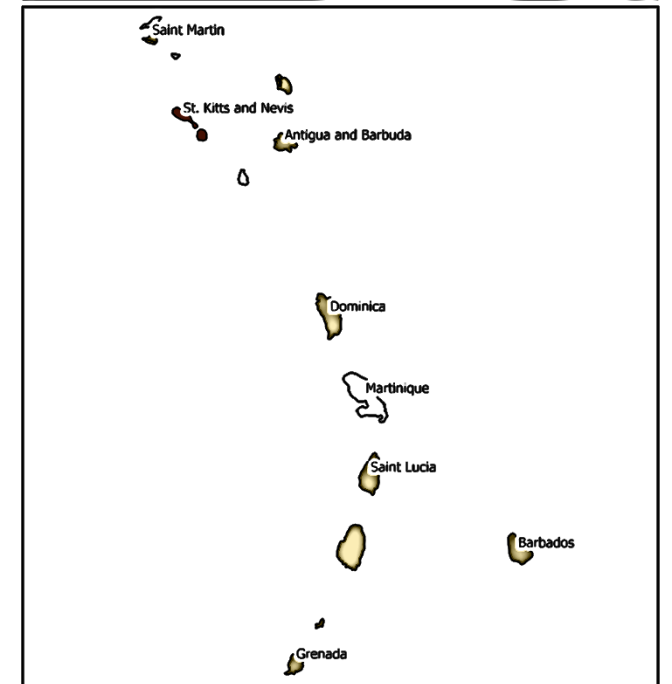 Saint Martin
St. Kitts and Nevis
Antigua and Barbuda
Dominica
Martinique
Saint Lucia
Barbados
Grenada